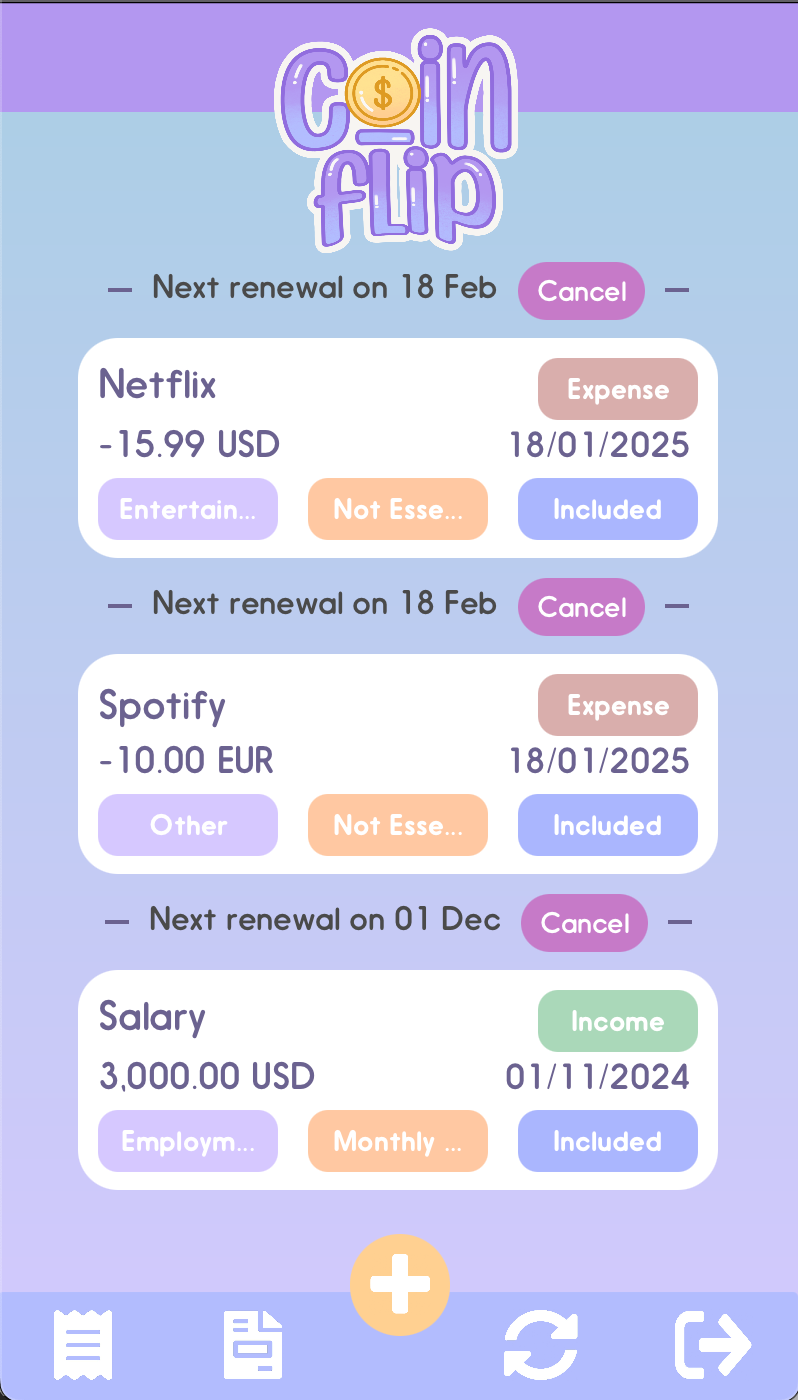 Coin
$
flip
Next renewal on 18 Feb Cancel
Netflix Expense
-15.99 USD 18/01/2025
Entertain... Not Esse... Included
Next renewal on 18 Feb Cancel
Spotify Expense
-10.00 EUR 18/01/2025
Other Not Esse... Included
Next renewal on 01 Dec Cancel
Salary Income
3,000.00 USD 01/11/2024
Employm... Monthly ... Included